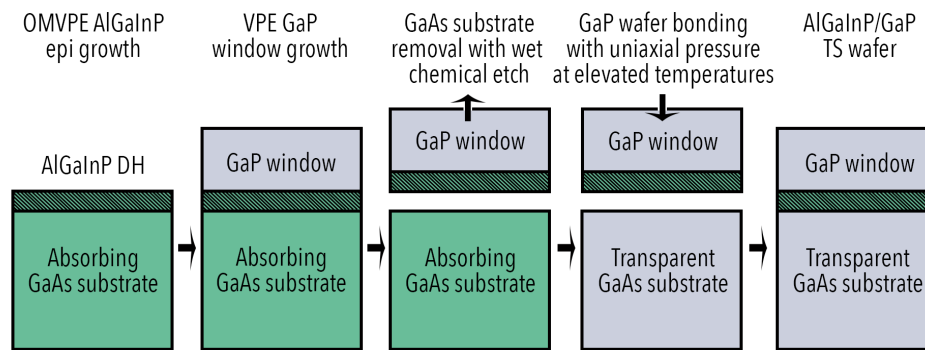 OMVPE AlGaInP
epi growth
VPE GaP
window growth
GaAs substrate
removal with wet
chemical etch
GaP wafer bonding
with uniaxial pressure
at elevated temperatures
AlGaInP/GaP
TS wafer
AlGaInP DH
Absorbing
GaAs substrate
GaP window
Absorbing
GaAs substrate
GaP window
Absorbing
GaAs substrate
GaP window
Transparent
GaAs substrate
GaP window
Transparent
GaAs substrate